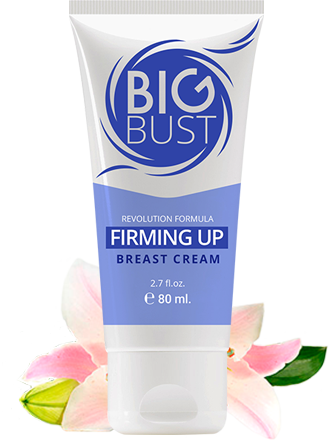 BIG
BUST
REVOLUTION FORMULA
FIRMING UP
BREAST CREAM
2.7 fl.oz.
℮ 80 ml.